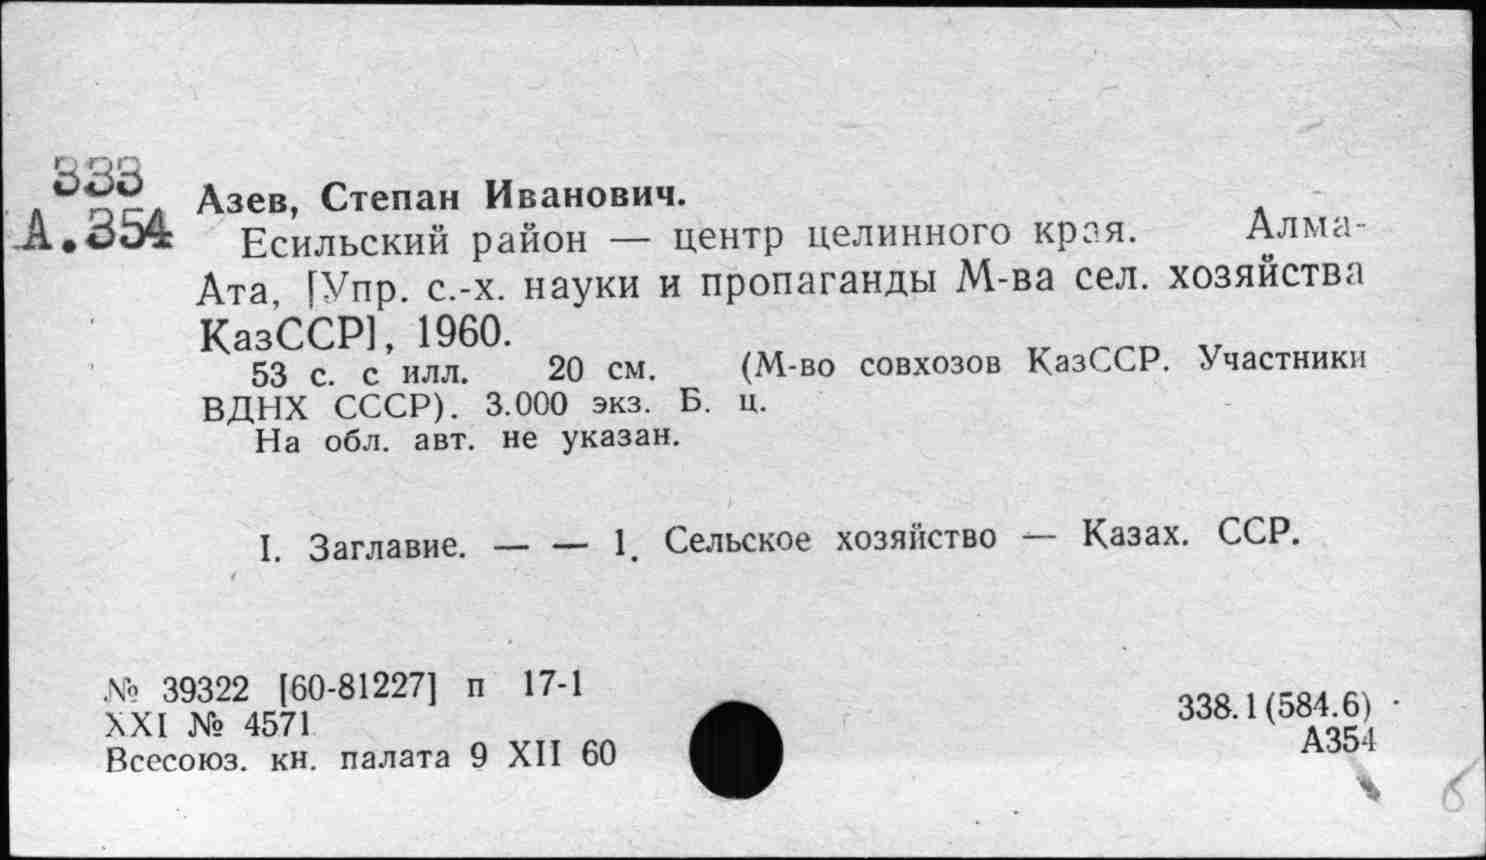 333
А.354
Азев, Степан Иванович.
Есильский район — центр целинного края. Алма-
Ата, [Упр. с.-х. науки и пропаганды М-ва сел. хозяйства
КазССР], 1960.
53 с. с илл. 20 см. (М-во совхозов КазССР. Участники
ВДНХ СССР). 3.000 экз. Б. ц.
На обл. авт. не указан.
I. Заглавие. — — 1. Сельское хозяйство — Казах. ССР.
№ 39322 [60-81227] п 17-1
XXI № 4571
Всесоюз. кн. палата 9 XII 60
338.1(584.6)
А354
б